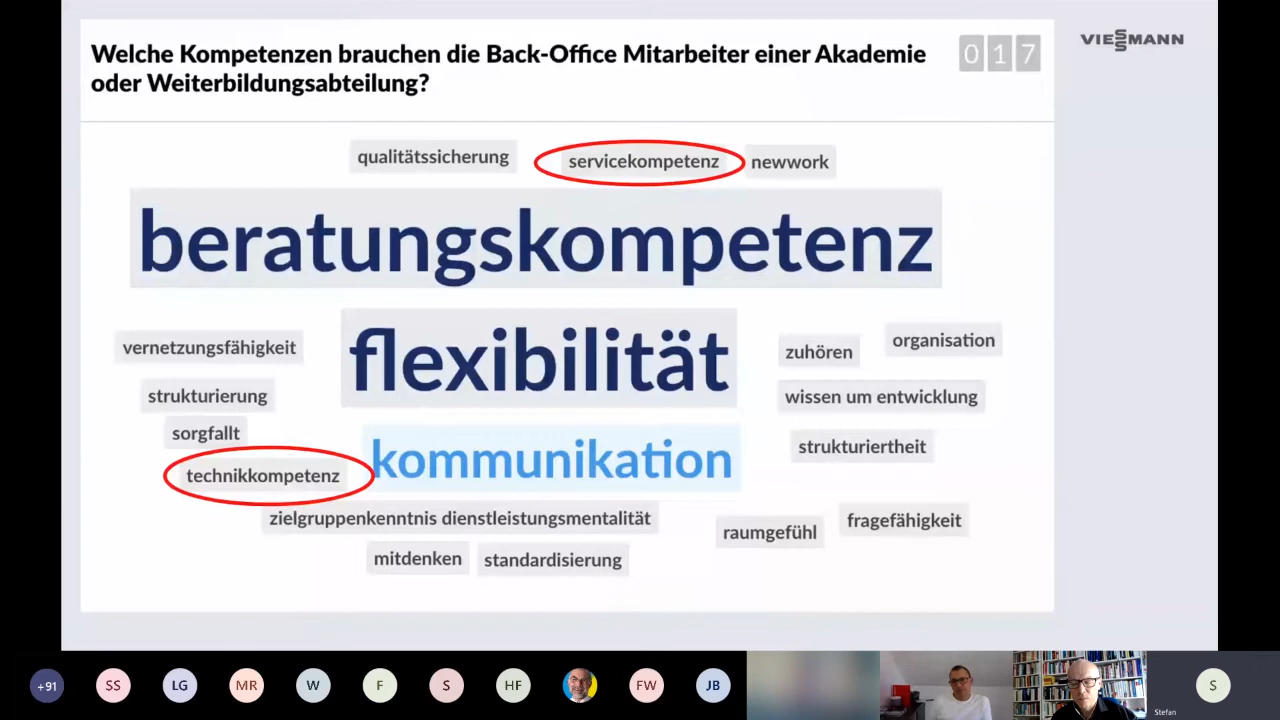 Welche Kompetenzen brauchen die Back-Office Mitarbeiter einer Akademie
oder Weiterbildungsabteilung?
017
VIESSMANN
qualitätssicherung
servicekompetenz
newwork
beratungskompetenz
flexibilität
vernetzungsfähigkeit
zuhören
organisation
strukturierung
wissen um entwicklung
sorgfallt
kommunikation
strukturiertheit
technikkompetenz
zielgruppenkenntnis dienstleistungsmentalität
raumgefühl
fragefähigkeit
mitdenken
standardisierung
+91
SS
LG
MR
W
F
S
HF
FW
JB
Stefan
S